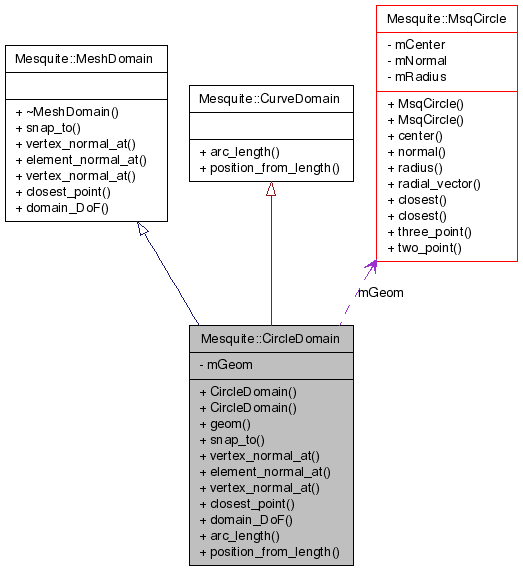 Mesquite::MeshDomain
+ ~MeshDomain()
+ snap_to()
+ vertex_normal_at()
+ element_normal_at()
+ vertex_normal_at()
+ closest_point()
+ domain_DoF()
Mesquite::CurveDomain
+ arc_length()
+ position_from_length()
Mesquite::MsqCircle
- mCenter
- mNormal
- mRadius
+ MsqCircle()
+ MsqCircle()
+ center()
+ normal()
+ radius()
+ radial_vector()
+ closest()
+ closest()
+ three_point()
+ two_point()
mGeom
Mesquite::CircleDomain
- mGeom
+ CircleDomain()
+ CircleDomain()
+ geom()
+ snap_to()
+ vertex_normal_at()
+ element_normal_at()
+ vertex_normal_at()
+ closest_point()
+ domain_DoF()
+ arc_length()
+ position_from_length()